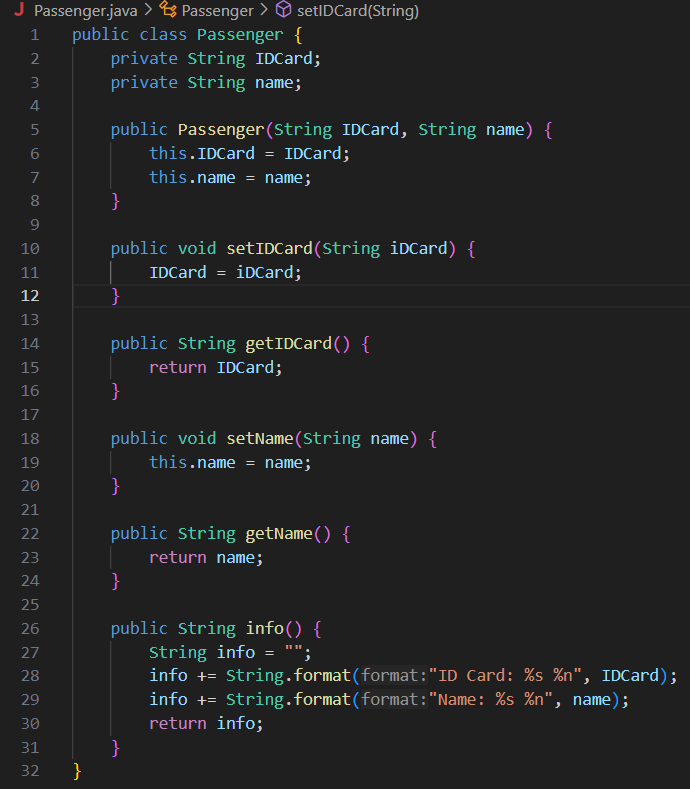 J Passenger.java > Passenger > setIDCard(String)
1 public class Passenger {
2 private String IDCard;
3 private String name;
4
5 public Passenger(String IDCard, String name) {
6 this.IDCard = IDCard;
7 this.name = name;
8 }
9
10 public void setIDCard(String iDCard) {
11 IDCard = iDCard;
12 }
13
14 public String getIDCard() {
15 return IDCard;
16 }
17
18 public void setName(String name) {
19 this.name = name;
20 }
21
22 public String getName() {
23 return name;
24 }
25
26 public String info() {
27 String info = "";
28 info += String.format(format:"ID Card: %s %n", IDCard);
29 info += String.format(format:"Name: %s %n", name);
30 return info;
31 }
32 }